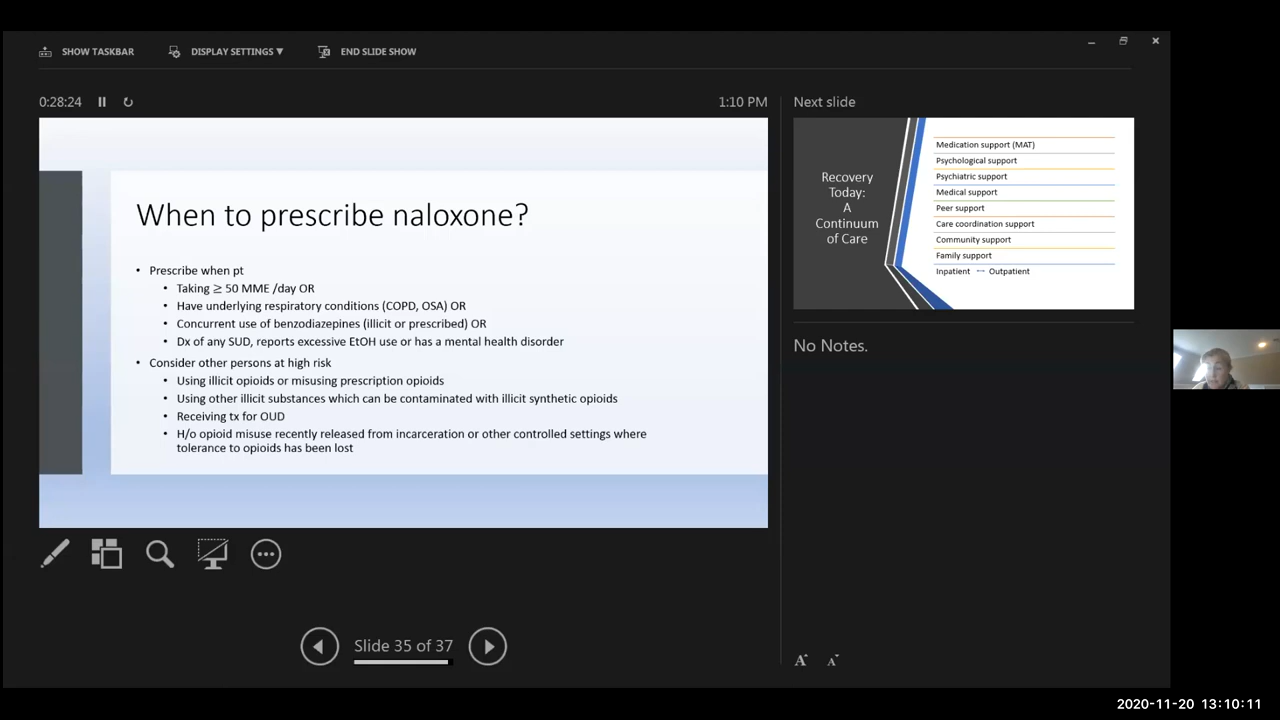 SHOW TASKBAR
DISPLAY SETTINGS ▼
END SLIDE SHOW
0:28:24
1:10 PM
When to prescribe naloxone?
• Prescribe when pt
• Taking ≥ 50 MME /day OR
• Have underlying respiratory conditions (COPD, OSA) OR
• Concurrent use of benzodiazepines (illicit or prescribed) OR
• Dx of any SUD, reports excessive EtOH use or has a mental health disorder
• Consider other persons at high risk
• Using illicit opioids or misusing prescription opioids
• Using other illicit substances which can be contaminated with illicit synthetic opioids
• Receiving tx for OUD
• H/o opioid misuse recently released from incarceration or other controlled settings where
tolerance to opioids has been lost
Slide 35 of 37
Next slide
Recovery
Today:
A
Continuum
of Care
Medication support (MAT)
Psychological support
Psychiatric support
Medical support
Peer support
Care coordination support
Community support
Family support
Inpatient ↔ Outpatient
No Notes.
A A
2020-11-20 13:10:11